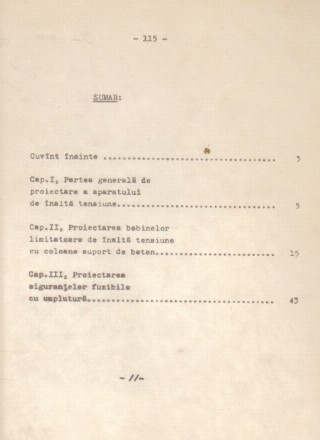 - 115 -
SUMAR:
Cuvînt înainte ........................................ 3
Cap.I, Partea generală de
proiectare a aparatului
de înaltă tensiune..................................... 5
Cap.II, Proiectarea bobinelor
limitatoare de înaltă tensiune
cu coloane suport de beton............................. 15
Cap.III, Proiectarea
siguranţelor fuzibile
cu umplutură........................................... 43
-//-